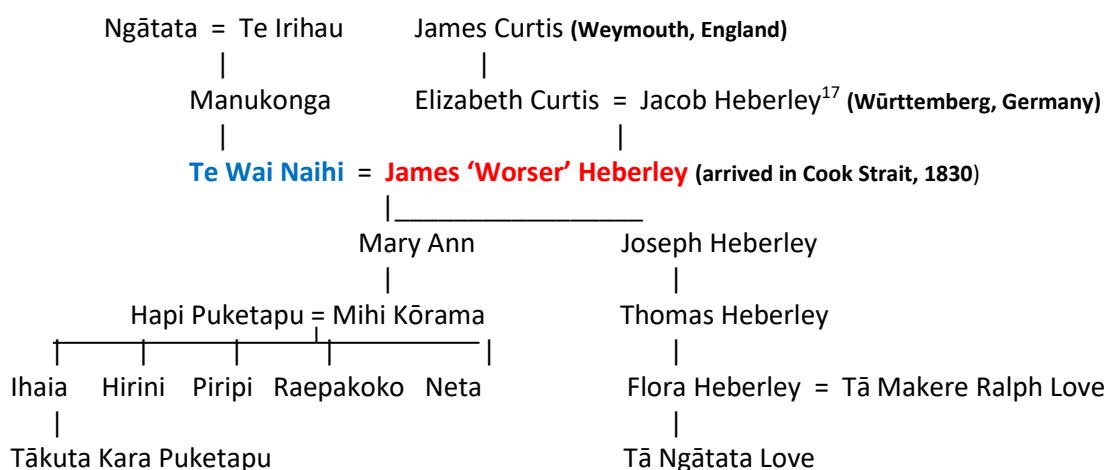 Ngātata = Te Irihau James Curtis (Weymouth, England)
Manukonga Elizabeth Curtis = Jacob Heberley17 (Württemberg, Germany)
Te Wai Naihi = James ‘Worser’ Heberley (arrived in Cook Strait, 1830)
Mary Ann Joseph Heberley
Hapi Puketapu = Mihi Kōrama Thomas Heberley
Ihaia Hirini Piripi Raepakoko Neta Flora Heberley = Tā Makere Ralph Love
Tākuta Kara Puketapu Tā Ngātata Love